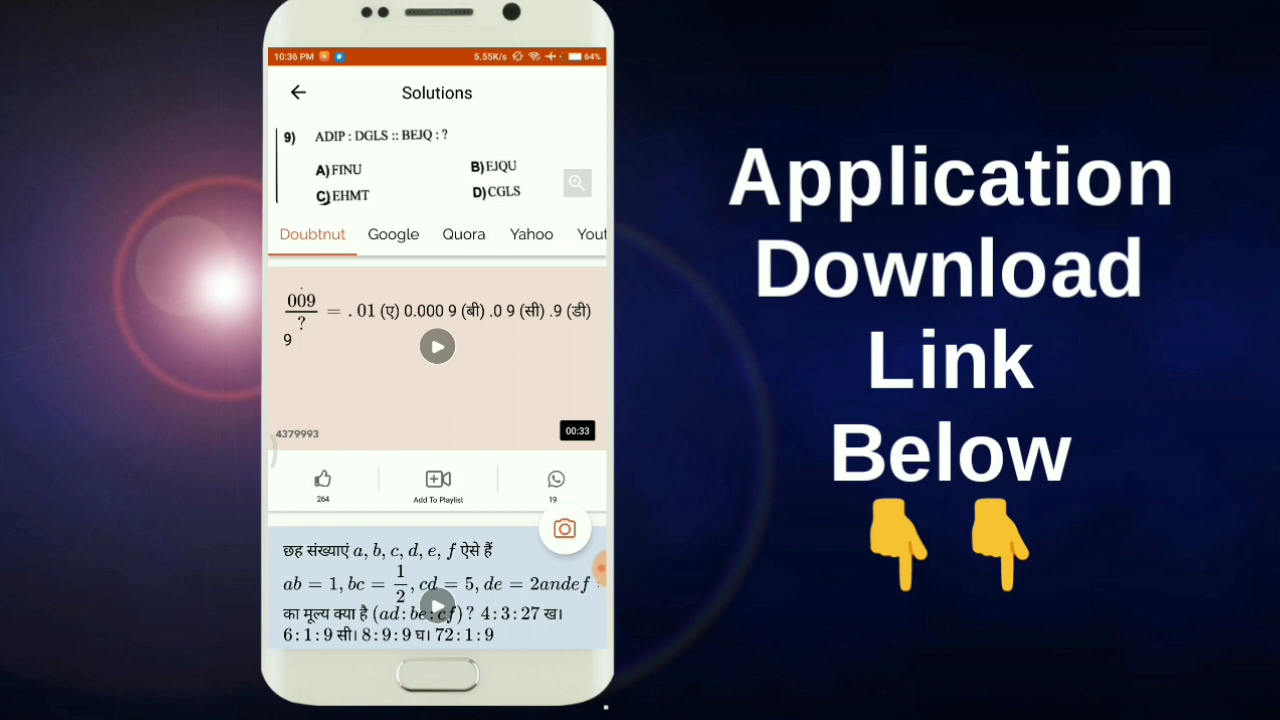 10:36 PM 5.55K/s 64%
Solutions
9) ADIP : DGLS :: BEJQ : ?
A) FINU B) EJQU
C) EHMT D) CGLS
Doubtnut Google Quora Yahoo Yout
009
? = . 01 (ए) 0.000 9 (बी) .0 9 (सी) .9 (डी)
9
4379993 00:33
264 Add To Playlist 19
छह संख्याएं a, b, c, d, e, f ऐसे हैं
ab = 1, bc = 1/2, cd = 5, de = 2andef
का मूल्य क्या है (ad : be : cf) ? 4 : 3 : 27 ख।
6 : 1 : 9 सी। 8 : 9 : 9 घ। 72 : 1 : 9
Application
Download
Link
Below